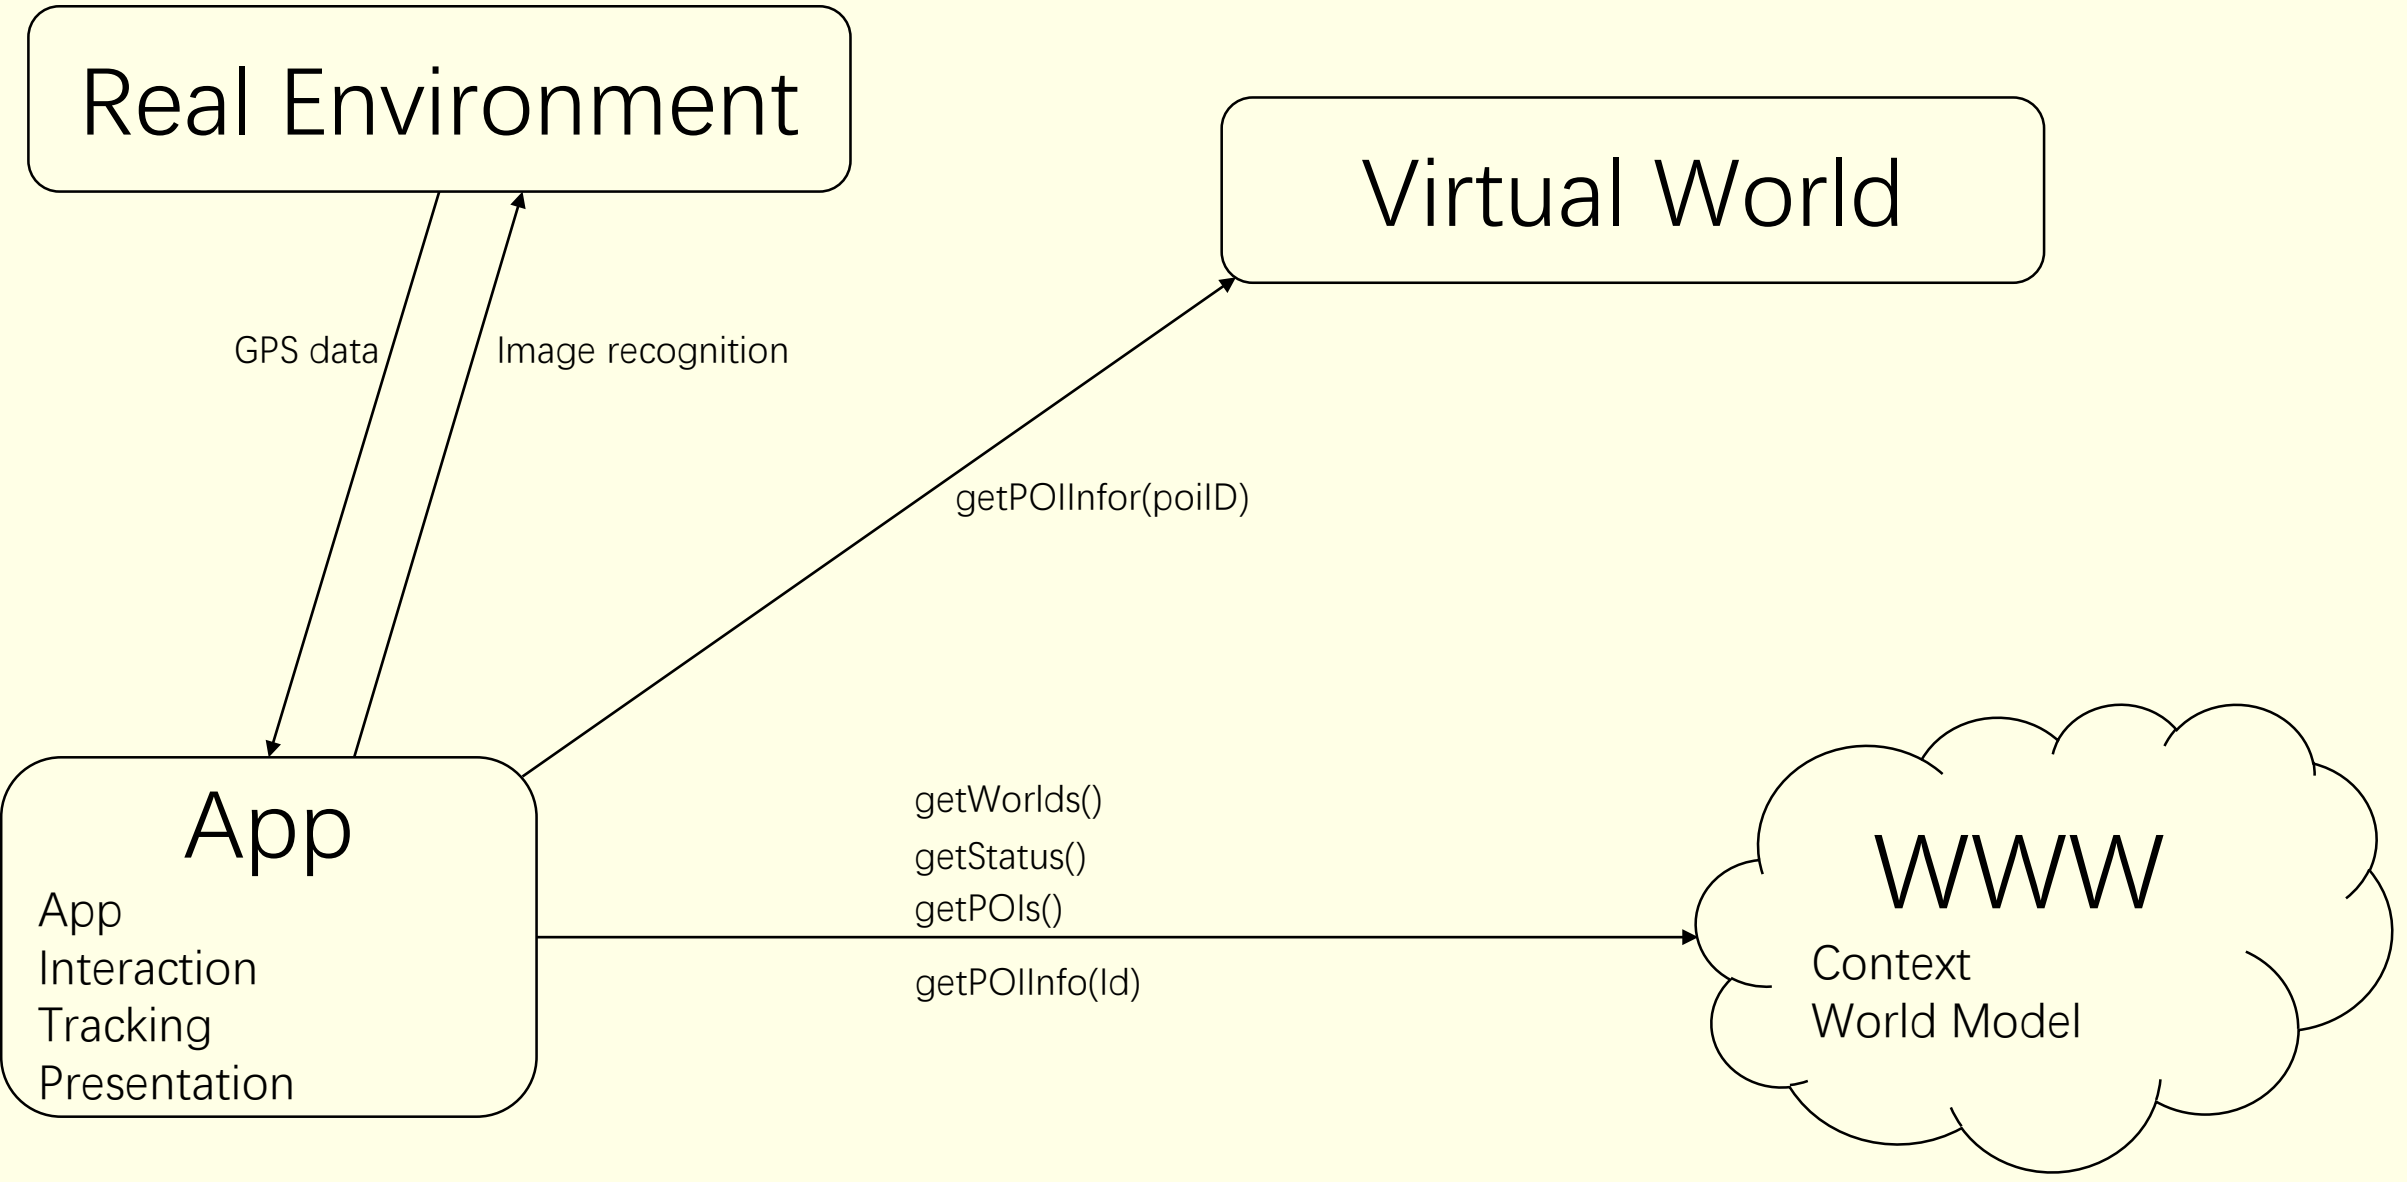 Real Environment
Virtual World
GPS data
Image recognition
getPOIInfor(poiID)
App
App
Interaction
Tracking
Presentation
getWorlds()
getStatus()
getPOIs()
getPOIInfo(Id)
WWW
Context
World Model